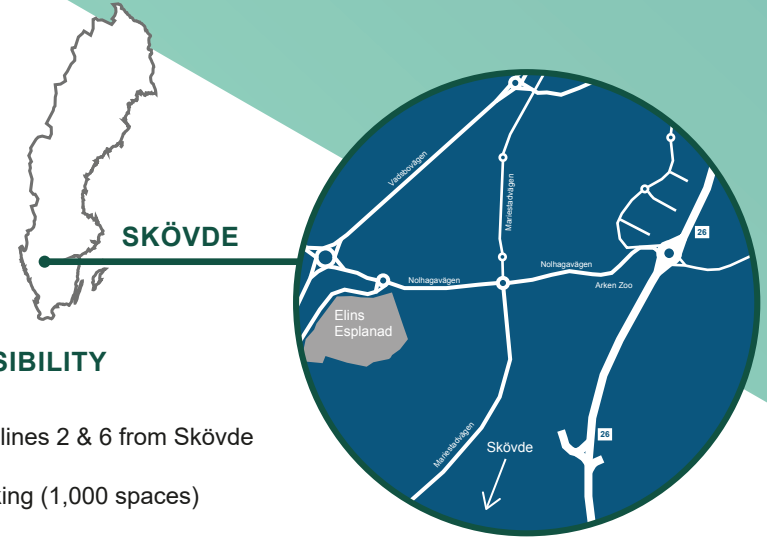 SKÖVDE
Vadsbovägen
Mariestadvägen
26
Nolhagavägen
Nolhagavägen
Arken Zoo
Elins
Esplanad
SIBILITY
lines 2 & 6 from Skövde
king (1,000 spaces)
Mariestadvägen
Skövde
26